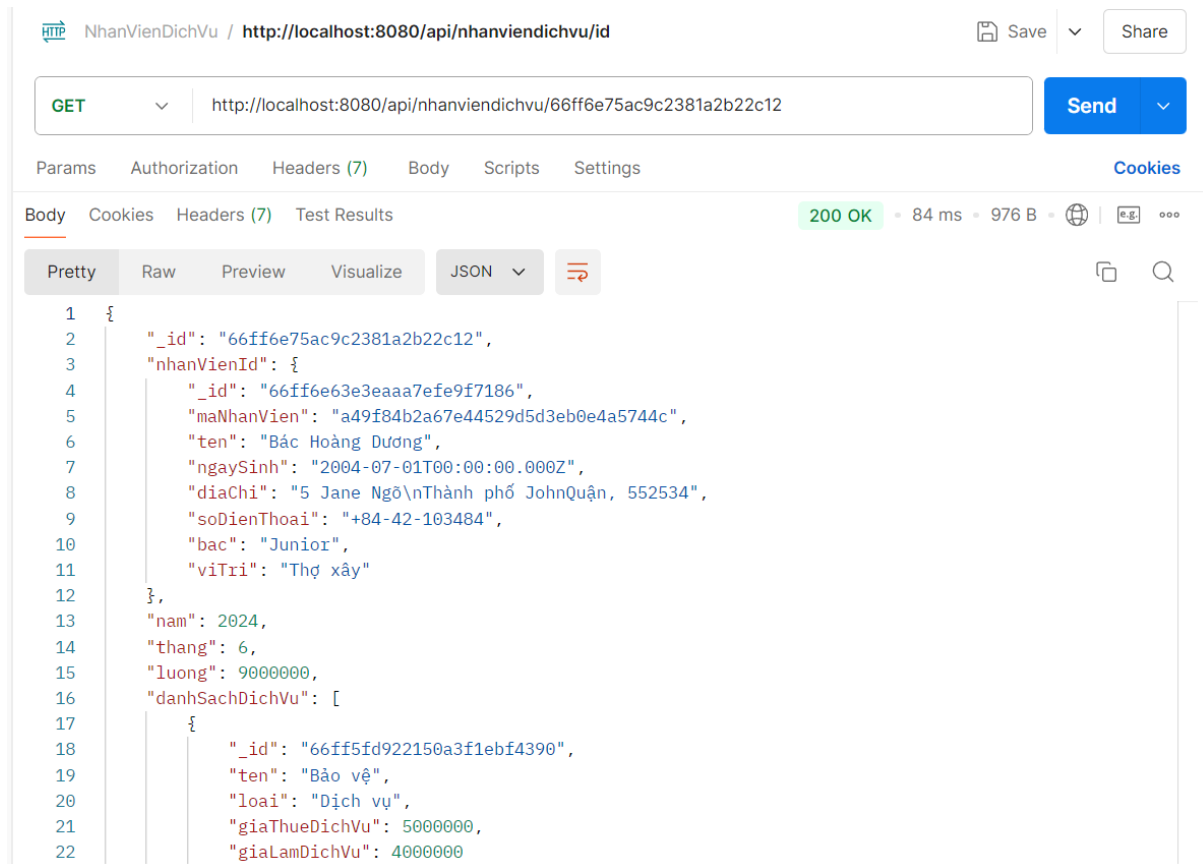 HTTP NhanVienDichVu / http://localhost:8080/api/nhanviendichvu/id Save Share
GET http://localhost:8080/api/nhanviendichvu/66ff6e75ac9c2381a2b22c12 Send
Params Authorization Headers (7) Body Scripts Settings Cookies
Body Cookies Headers (7) Test Results 200 OK 84 ms 976 B e.g.
Pretty Raw Preview Visualize JSON
1 {
2 "_id": "66ff6e75ac9c2381a2b22c12",
3 "nhanVienId": {
4 "_id": "66ff6e63e3eaaa7efe9f7186",
5 "maNhanVien": "a49f84b2a67e44529d5d3eb0e4a5744c",
6 "ten": "Bác Hoàng Dương",
7 "ngaySinh": "2004-07-01T00:00:00.000Z",
8 "diaChi": "5 Jane Ngõ\nThành phố JohnQuận, 552534",
9 "soDienThoai": "+84-42-103484",
10 "bac": "Junior",
11 "viTri": "Thợ xây"
12 },
13 "nam": 2024,
14 "thang": 6,
15 "luong": 9000000,
16 "danhSachDichVu": [
17 {
18 "_id": "66ff5fd922150a3f1ebf4390",
19 "ten": "Bảo vệ",
20 "loai": "Dịch vụ",
21 "giaThueDichVu": 5000000,
22 "giaLamDichVu": 4000000